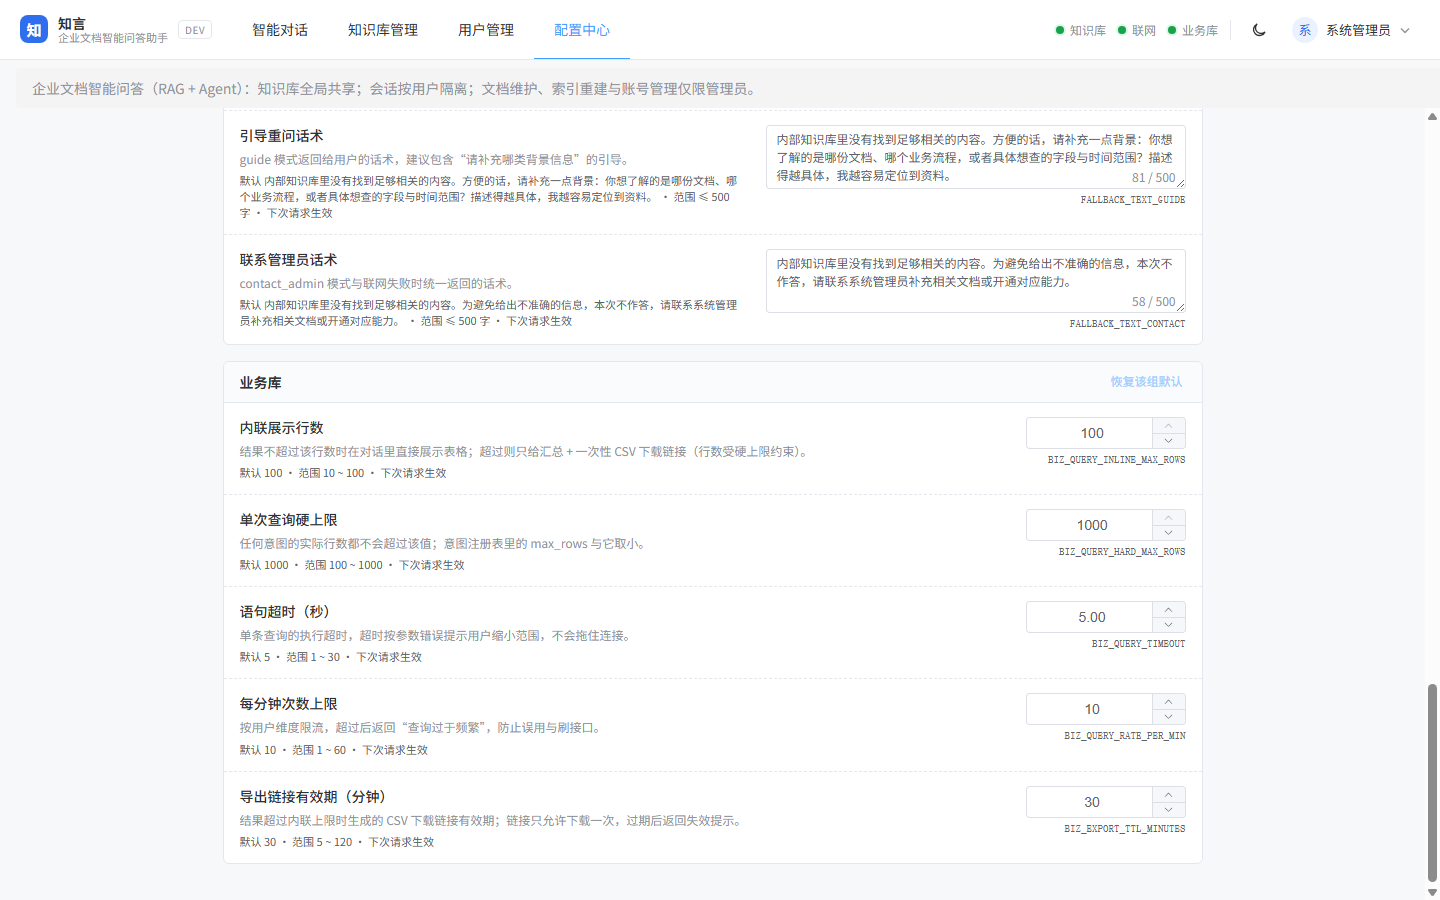 知
知言
企业文档智能问答助手
DEV
智能对话
知识库管理
用户管理
配置中心
知识库
联网
业务库
系
系统管理员
企业文档智能问答（RAG + Agent）：知识库全局共享；会话按用户隔离；文档维护、索引重建与账号管理仅限管理员。
引导重问话术
guide 模式返回给用户的话术，建议包含“请补充哪类背景信息”的引导。
默认 内部知识库里没有找到足够相关的内容。方便的话，请补充一点背景：你想了解的是哪份文档、哪
个业务流程，或者具体想查的字段与时间范围？描述得越具体，我越容易定位到资料。 · 范围 ≤ 500
字 · 下次请求生效
内部知识库里没有找到足够相关的内容。方便的话，请补充一点背景：你想
了解的是哪份文档、哪个业务流程，或者具体想查的字段与时间范围？描述
得越具体，我越容易定位到资料。
81 / 500
FALLBACK_TEXT_GUIDE
联系管理员话术
contact_admin 模式与联网失败时统一返回的话术。
默认 内部知识库里没有找到足够相关的内容。为避免给出不准确的信息，本次不作答，请联系系统管理
员补充相关文档或开通对应能力。 · 范围 ≤ 500 字 · 下次请求生效
内部知识库里没有找到足够相关的内容。为避免给出不准确的信息，本次不
作答，请联系系统管理员补充相关文档或开通对应能力。
58 / 500
FALLBACK_TEXT_CONTACT
业务库
恢复该组默认
内联展示行数
结果不超过该行数时在对话里直接展示表格；超过则只给汇总 + 一次性 CSV 下载链接（行数受硬上限约束）。
默认 100 · 范围 10 ~ 100 · 下次请求生效
100
BIZ_QUERY_INLINE_MAX_ROWS
单次查询硬上限
任何意图的实际行数都不会超过该值；意图注册表里的 max_rows 与它取小。
默认 1000 · 范围 100 ~ 1000 · 下次请求生效
1000
BIZ_QUERY_HARD_MAX_ROWS
语句超时（秒）
单条查询的执行超时，超时按参数错误提示用户缩小范围，不会拖住连接。
默认 5 · 范围 1 ~ 30 · 下次请求生效
5.00
BIZ_QUERY_TIMEOUT
每分钟次数上限
按用户维度限流，超过后返回“查询过于频繁”，防止误用与刷接口。
默认 10 · 范围 1 ~ 60 · 下次请求生效
10
BIZ_QUERY_RATE_PER_MIN
导出链接有效期（分钟）
结果超过内联上限时生成的 CSV 下载链接有效期；链接只允许下载一次，过期后返回失效提示。
默认 30 · 范围 5 ~ 120 · 下次请求生效
30
BIZ_EXPORT_TTL_MINUTES